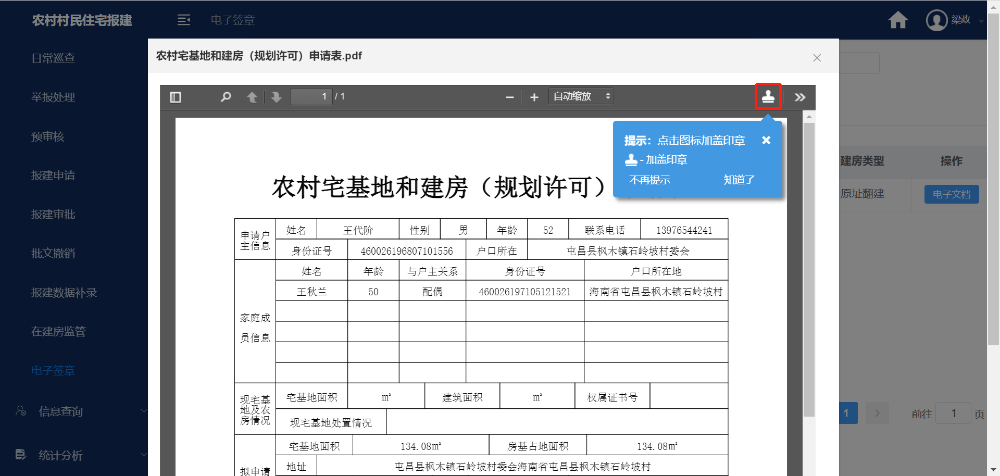 农村村民住宅报建
电子签章
梁政
日常巡查
举报处理
预审核
报建申请
报建审批
批文撤销
报建数据补录
在建房监管
电子签章
信息查询
统计分析
农村宅基地和建房（规划许可）申请表.pdf
1 / 1
自动缩放
提示：点击图标加盖印章
- 加盖印章
不再提示 知道了
农村宅基地和建房（规划许可）
申请户主信息 姓名 王代阶 性别 男 年龄 52 联系电话 13976544241
身份证号 460026196807101556 户口所在 屯昌县枫木镇石岭坡村委会
家庭成员信息 姓名 年龄 与户主关系 身份证号 户口所在地
王秋兰 50 配偶 460026197105121521 海南省屯昌县枫木镇石岭坡村
现宅基地及农房情况 宅基地面积 m² 建筑面积 m² 权属证书号
现宅基地处置情况
拟申请 宅基地面积 134.08㎡ 房基占地面积 134.08㎡
地址 屯昌县枫木镇石岭坡村委会海南省屯昌县枫木镇石岭坡村
建房类型 操作
原址翻建 电子文档
1 前往 1 页